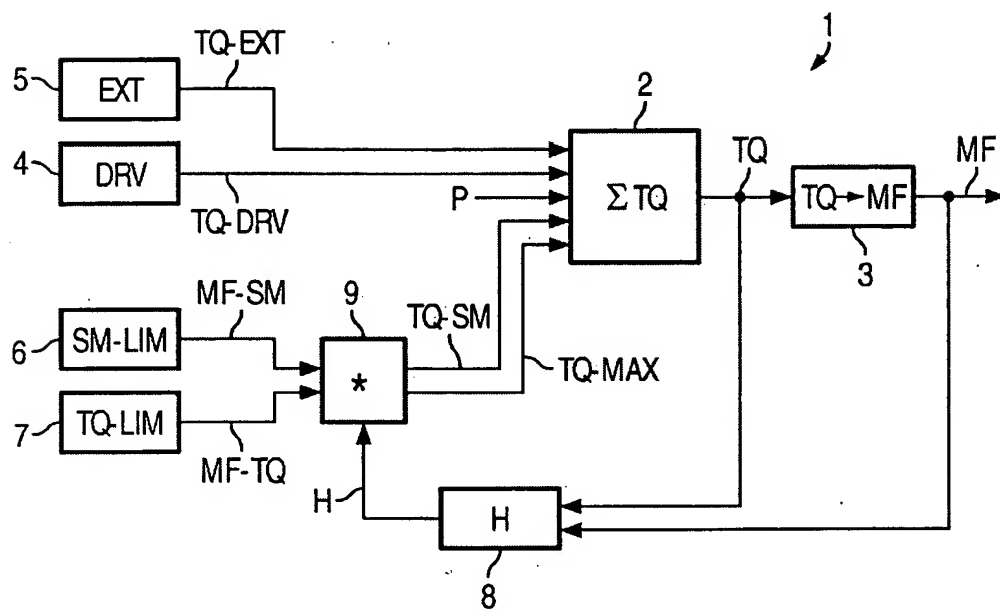 1
TQ-EXT
5
EXT
2
4
DRV
TQ-DRV
P
ΣTQ
TQ
TQ→MF
MF
3
MF-SM
9
TQ-SM
6
SM-LIM
*
TQ-MAX
7
TQ-LIM
MF-TQ
H
H
8